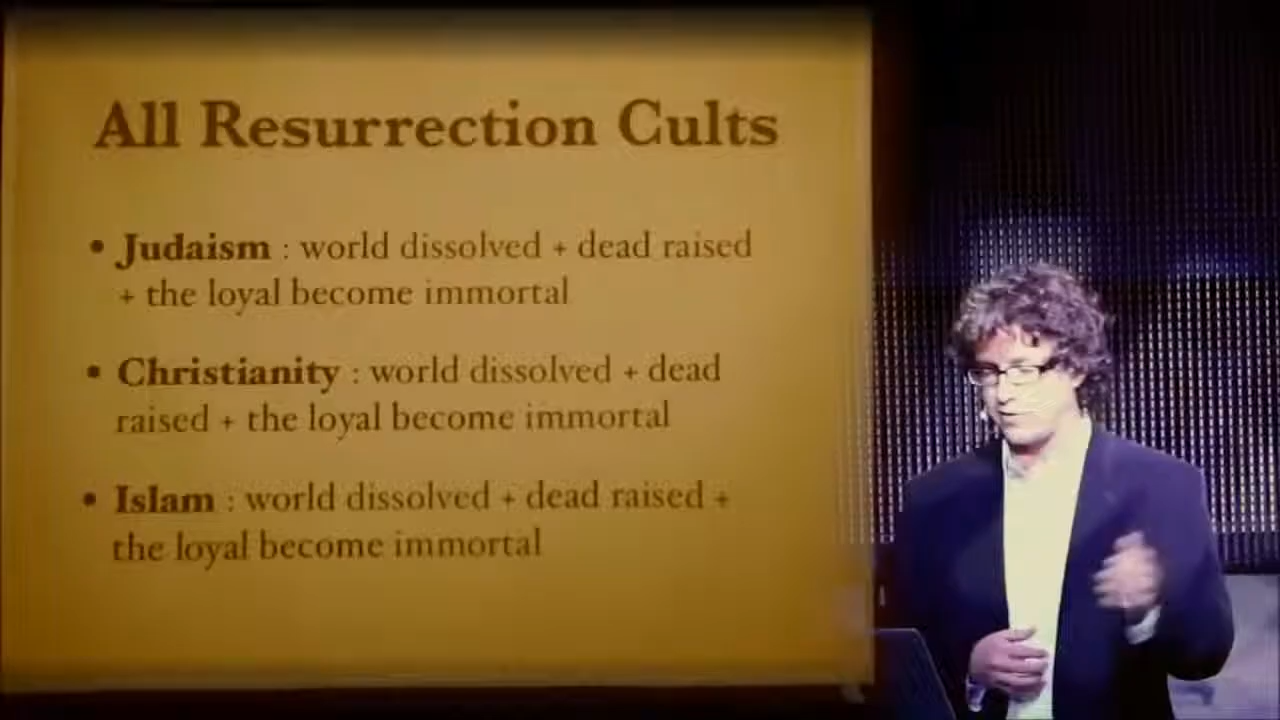 All Resurrection Cults
• Judaism : world dissolved + dead raised
+ the loyal become immortal
• Christianity : world dissolved + dead
raised + the loyal become immortal
• Islam : world dissolved + dead raised +
the loyal become immortal